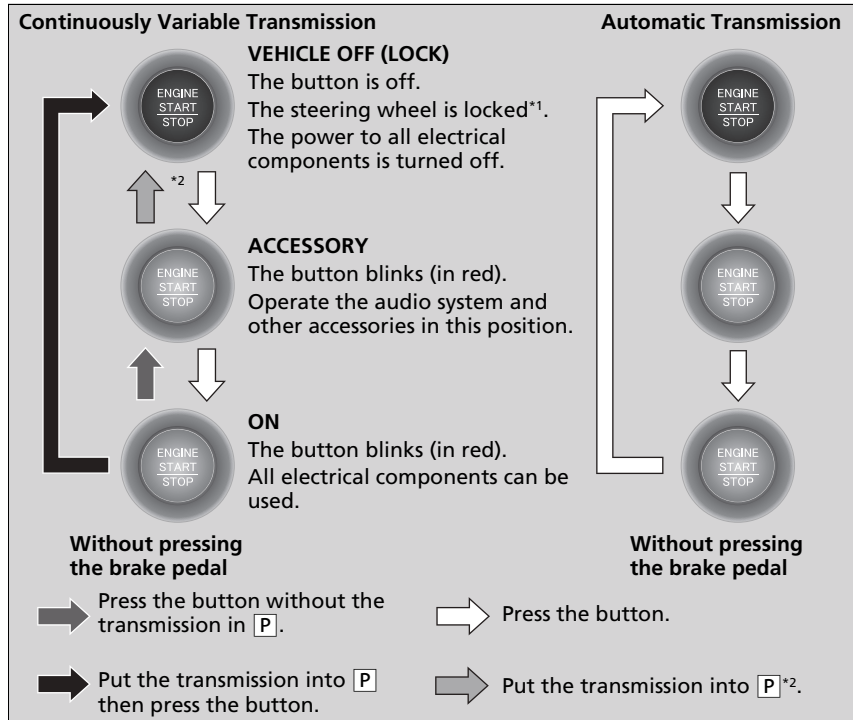 Continuously Variable Transmission
Automatic Transmission
ENGINE
START
STOP
VEHICLE OFF (LOCK)
The button is off.
The steering wheel is locked*1.
The power to all electrical
components is turned off.
ENGINE
START
STOP
*2
ENGINE
START
STOP
ACCESSORY
The button blinks (in red).
Operate the audio system and
other accessories in this position.
ENGINE
START
STOP
ENGINE
START
STOP
ON
The button blinks (in red).
All electrical components can be
used.
ENGINE
START
STOP
Without pressing
the brake pedal
Without pressing
the brake pedal
Press the button without the
transmission in P.
Press the button.
Put the transmission into P
then press the button.
Put the transmission into P*2.